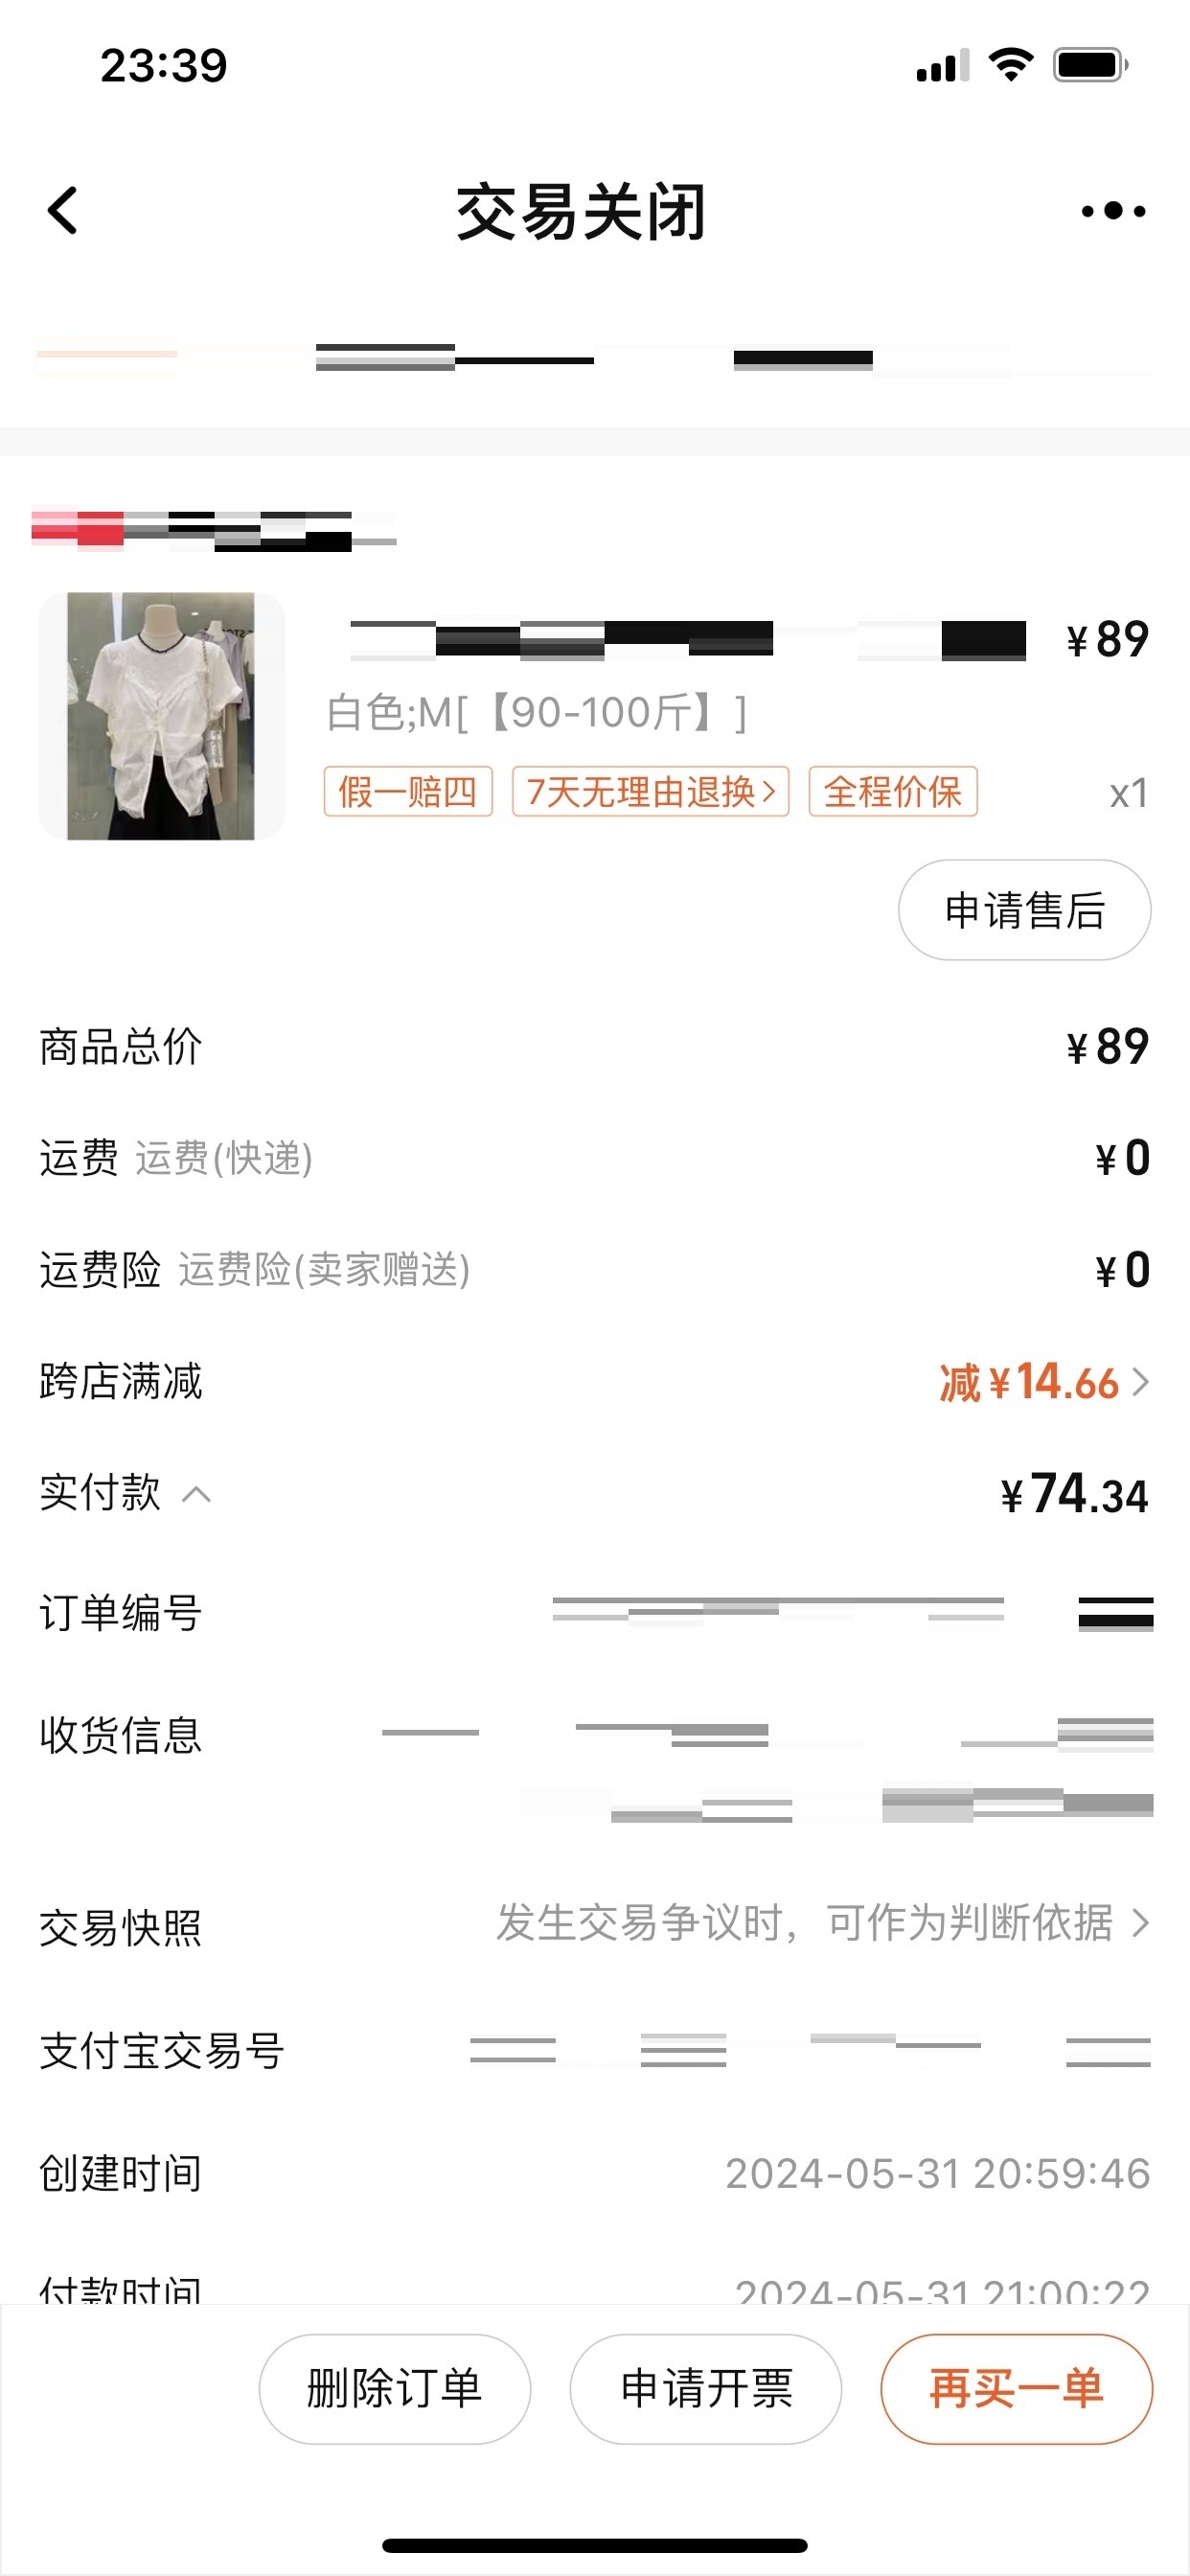 23:39
交易关闭
¥89
白色;M[【90-100斤】]
假一赔四 7天无理由退换> 全程价保 x1
申请售后
商品总价 ¥89
运费 运费(快递) ¥0
运费险 运费险(卖家赠送) ¥0
跨店满减 减¥14.66
实付款 ¥74.34
订单编号
收货信息
交易快照 发生交易争议时，可作为判断依据
支付宝交易号
创建时间 2024-05-31 20:59:46
付款时间 2024-05-31 21:00:22
删除订单 申请开票 再买一单